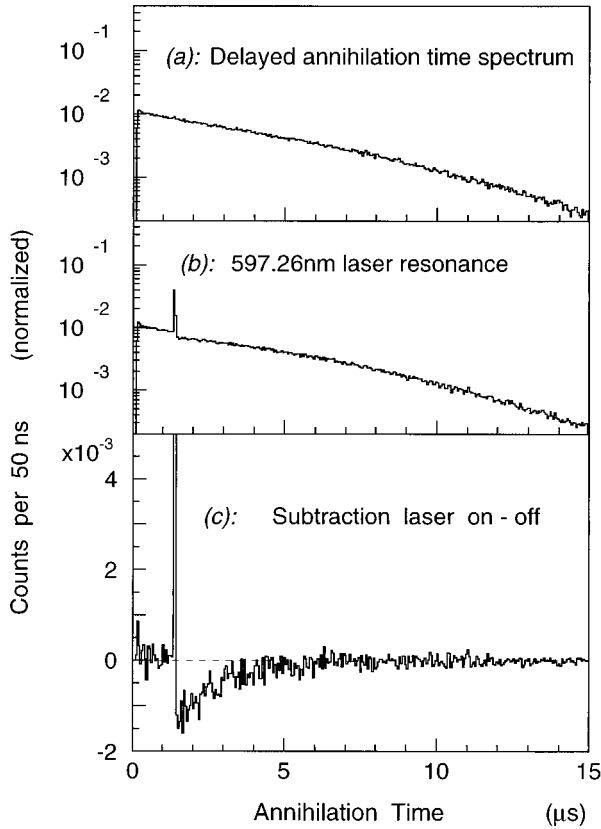 10-1
(a): Delayed annihilation time spectrum
10-2
10-3
10-1
(b): 597.26nm laser resonance
10-2
10-3
x10-3
4
(c): Subtraction laser on - off
2
0
-2
0 5 10 15
Annihilation Time (μs)
Counts per 50 ns (normalized)